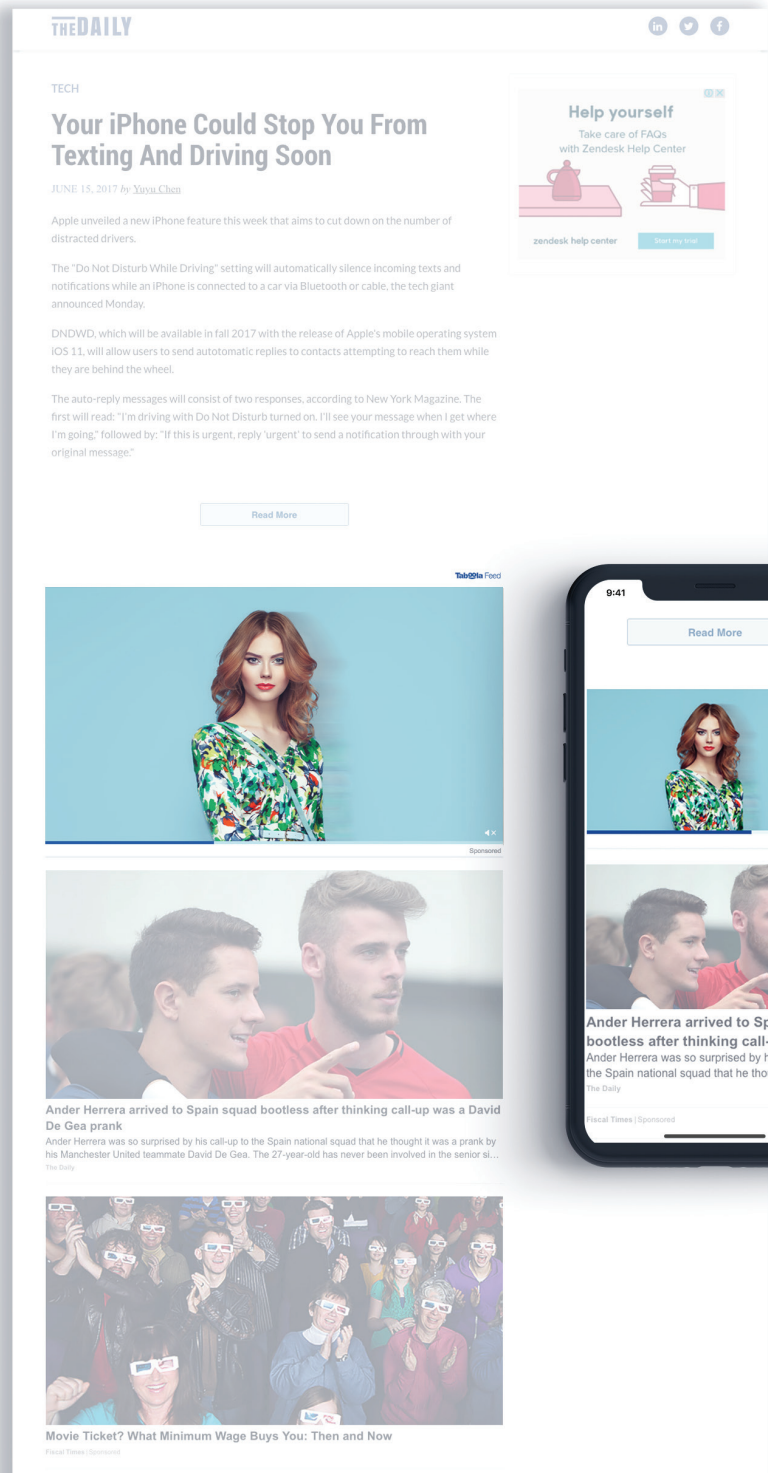 THE DAILY
TECH
Your iPhone Could Stop You From
Texting And Driving Soon
JUNE 15, 2017 by Yuyu Chen
Apple unveiled a new iPhone feature this week that aims to cut down on the number of
distracted drivers.
The "Do Not Disturb While Driving" setting will automatically silence incoming texts and
notifications while an iPhone is connected to a car via Bluetooth or cable, the tech giant
announced Monday.
DNDWD, which will be available in fall 2017 with the release of Apple's mobile operating system
iOS 11, will allow users to send autotomatic replies to contacts attempting to reach them while
they are behind the wheel.
The auto-reply messages will consist of two responses, according to New York Magazine. The
first will read: "I'm driving with Do Not Disturb turned on. I'll see your message when I get where
I'm going," followed by: "If this is urgent, reply 'urgent' to send a notification through with your
original message."
Read More
Help yourself
Take care of FAQs
with Zendesk Help Center
zendesk help center
Start my trial
Taboola Feed
Sponsored
Ander Herrera arrived to Spain squad bootless after thinking call-up was a David
De Gea prank
Ander Herrera was so surprised by his call-up to the Spain national squad that he thought it was a prank by
his Manchester United teammate David De Gea. The 27-year-old has never been involved in the senior si...
The Daily
Movie Ticket? What Minimum Wage Buys You: Then and Now
Fiscal Times | Sponsored
9:41
Read More
Ander Herrera arrived to Sp
bootless after thinking call-
Ander Herrera was so surprised by h
the Spain national squad that he tho
The Daily
Fiscal Times | Sponsored